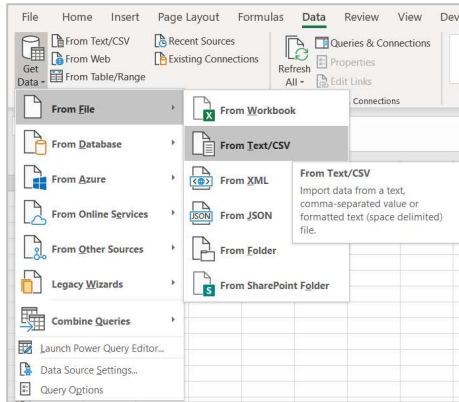 File Home Insert Page Layout Formulas Data Review View Dev
From Text/CSV Recent Sources Queries & Connections
From Web Existing Connections Properties
Get Data From Table/Range Refresh All Edit Links
Connections
From File
From Database
From Azure
From Online Services
From Other Sources
Legacy Wizards
Combine Queries
Launch Power Query Editor...
Data Source Settings...
Query Options
From Workbook
From Text/CSV
From XML
JSON From JSON
From Folder
From SharePoint Folder
From Text/CSV
Import data from a text,
comma-separated value or
formatted text (space delimited)
file.